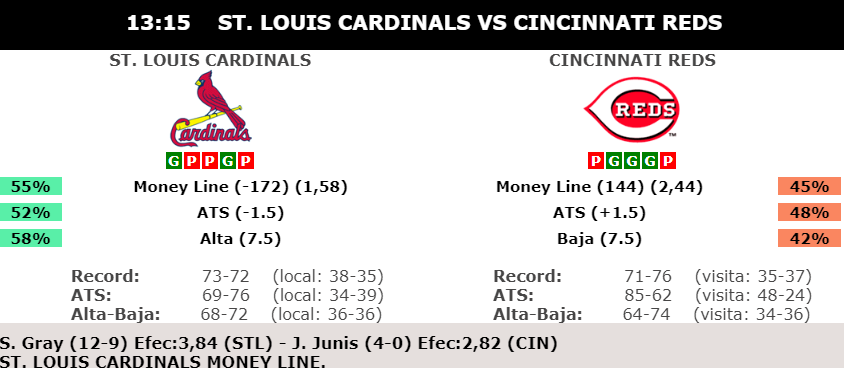 13:15 ST. LOUIS CARDINALS VS CINCINNATI REDS
ST. LOUIS CARDINALS CINCINNATI REDS
Cardinals REDS
G P P G P P G G G P
55% Money Line (-172) (1,58) Money Line (144) (2,44) 45%
52% ATS (-1.5) ATS (+1.5) 48%
58% Alta (7.5) Baja (7.5) 42%
Record: 73-72 (local: 38-35) Record: 71-76 (visita: 35-37)
ATS: 69-76 (local: 34-39) ATS: 85-62 (visita: 48-24)
Alta-Baja: 68-72 (local: 36-36) Alta-Baja: 64-74 (visita: 34-36)
S. Gray (12-9) Efec:3,84 (STL) - J. Junis (4-0) Efec:2,82 (CIN)
ST. LOUIS CARDINALS MONEY LINE.